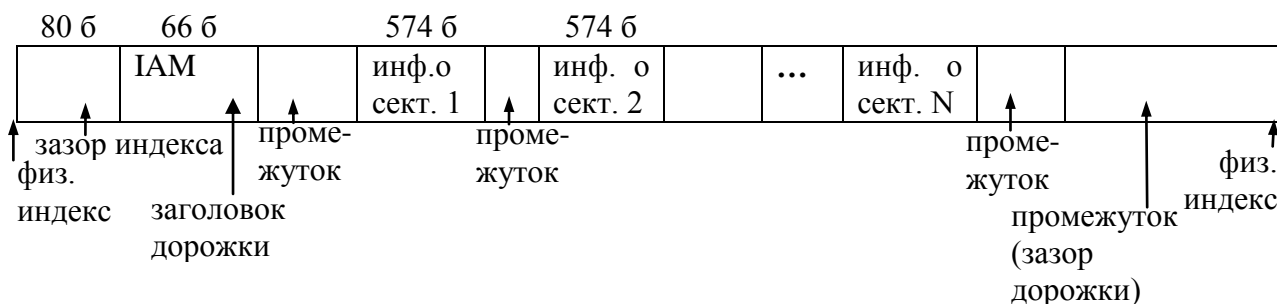 80 б 66 б 574 б 574 б
IAM инф.о инф. о ... инф. о
сект. 1 сект. 2 сект. N
зазор индекса
физ.
индекс
заголовок
дорожки
проме-
жуток
проме-
жуток
проме-
жуток
промежуток
(зазор
дорожки)
физ.
индекс